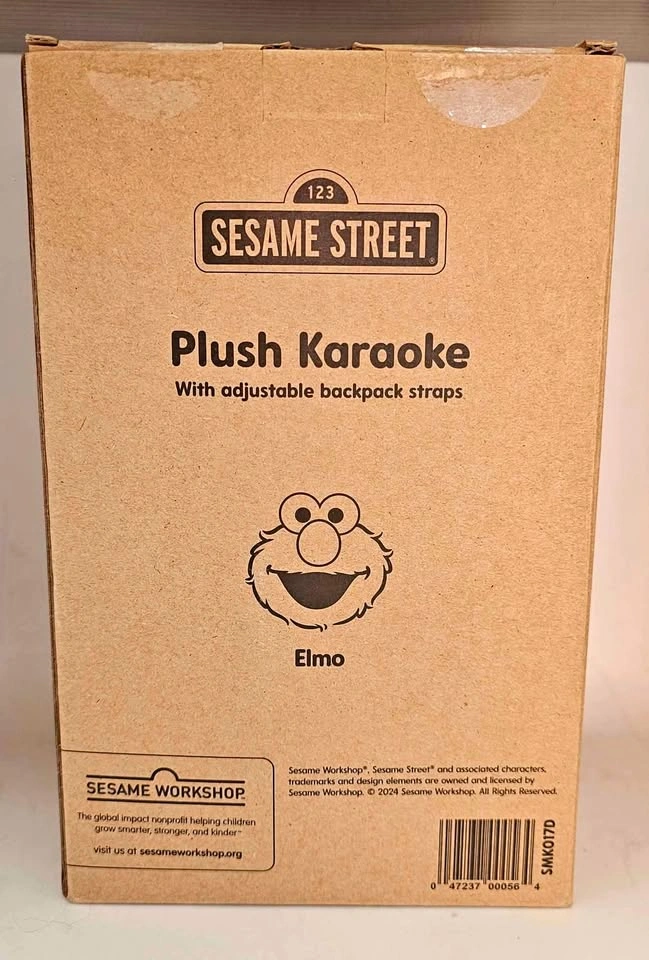 123
SESAME STREET®
Plush Karaoke
With adjustable backpack straps
Elmo
SESAME WORKSHOP
The global impact nonprofit helping children
grow smarter, stronger, and kinder™
visit us at sesameworkshop.org
Sesame Workshop®, Sesame Street® and associated characters,
trademarks and design elements are owned and licensed by
Sesame Workshop. © 2024 Sesame Workshop. All Rights Reserved.
SMK017D
0 47237 00056 4